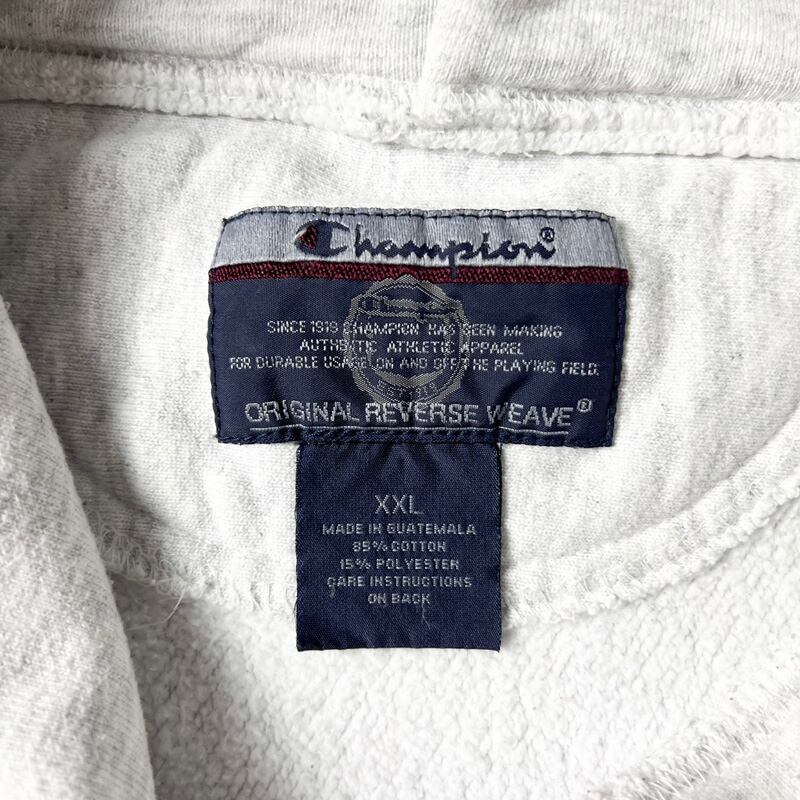 Champion®
Champion
SINCE 1919 CHAMPION HAS BEEN MAKING
AUTHENTIC ATHLETIC APPAREL
FOR DURABLE USAGE ON AND OFF THE PLAYING FIELD.
ORIGINAL REVERSE WEAVE®
XXL
MADE IN GUATEMALA
85% COTTON
15% POLYESTER
CARE INSTRUCTIONS
ON BACK